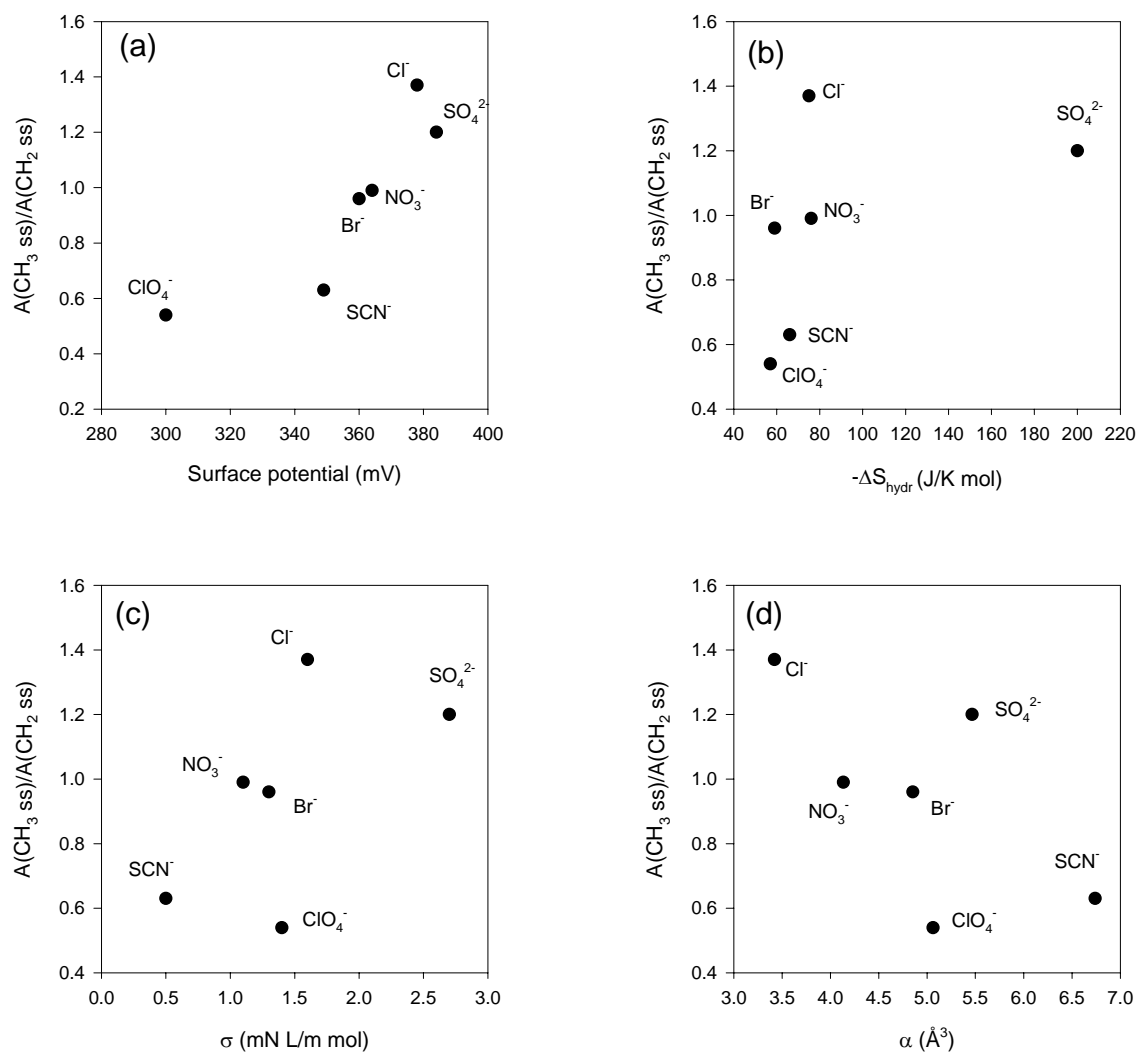 (a)
1.6
1.4
1.2
1.0
0.8
0.6
0.4
0.2
A(CH₃ ss)/A(CH₂ ss)
Cl⁻
SO₄²⁻
NO₃⁻
Br⁻
ClO₄⁻
SCN⁻
280 300 320 340 360 380 400
Surface potential (mV)
(b)
1.6
1.4
1.2
1.0
0.8
0.6
0.4
A(CH₃ ss)/A(CH₂ ss)
Cl⁻
SO₄²⁻
Br⁻
NO₃⁻
SCN⁻
ClO₄⁻
40 60 80 100 120 140 160 180 200 220
-ΔS_hydr (J/K mol)
(c)
1.6
1.4
1.2
1.0
0.8
0.6
0.4
A(CH₃ ss)/A(CH₂ ss)
Cl⁻
SO₄²⁻
NO₃⁻
Br⁻
SCN⁻
ClO₄⁻
0.0 0.5 1.0 1.5 2.0 2.5 3.0
σ (mN L/m mol)
(d)
1.6
1.4
1.2
1.0
0.8
0.6
0.4
A(CH₃ ss)/A(CH₂ ss)
Cl⁻
SO₄²⁻
NO₃⁻
Br⁻
SCN⁻
ClO₄⁻
3.0 3.5 4.0 4.5 5.0 5.5 6.0 6.5 7.0
α (Å³)